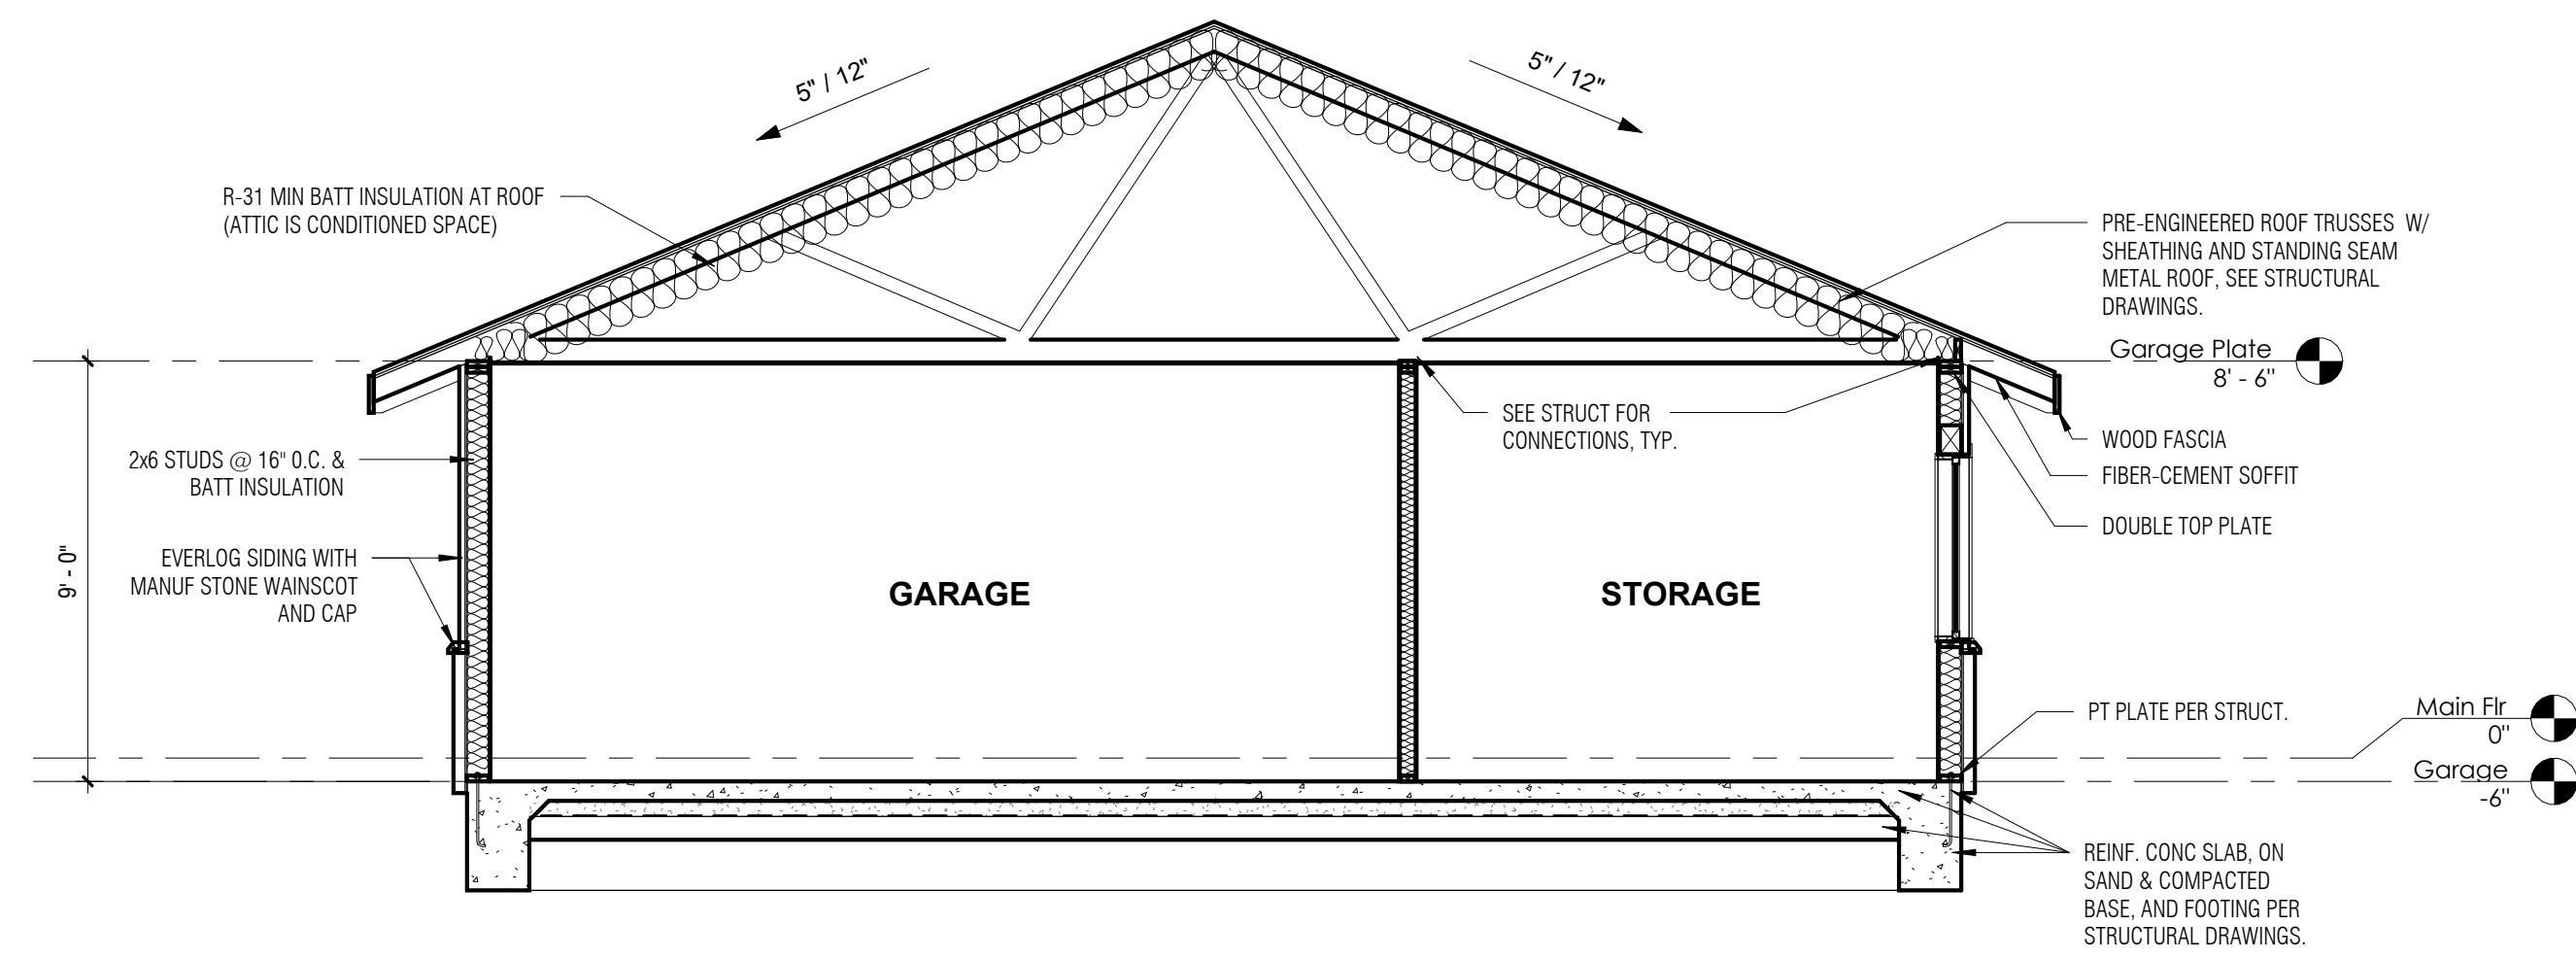 5" / 12"
5" / 12"
R-31 MIN BATT INSULATION AT ROOF
(ATTIC IS CONDITIONED SPACE)
PRE-ENGINEERED ROOF TRUSSES W/
SHEATHING AND STANDING SEAM
METAL ROOF, SEE STRUCTURAL
DRAWINGS.
Garage Plate
8' - 6"
SEE STRUCT FOR
CONNECTIONS, TYP.
WOOD FASCIA
FIBER-CEMENT SOFFIT
DOUBLE TOP PLATE
2x6 STUDS @ 16" O.C. &
BATT INSULATION
9' - 0"
EVERLOG SIDING WITH
MANUF STONE WAINSCOT
AND CAP
GARAGE
STORAGE
PT PLATE PER STRUCT.
Main Flr
0"
Garage
-6"
REINF. CONC SLAB, ON
SAND & COMPACTED
BASE, AND FOOTING PER
STRUCTURAL DRAWINGS.